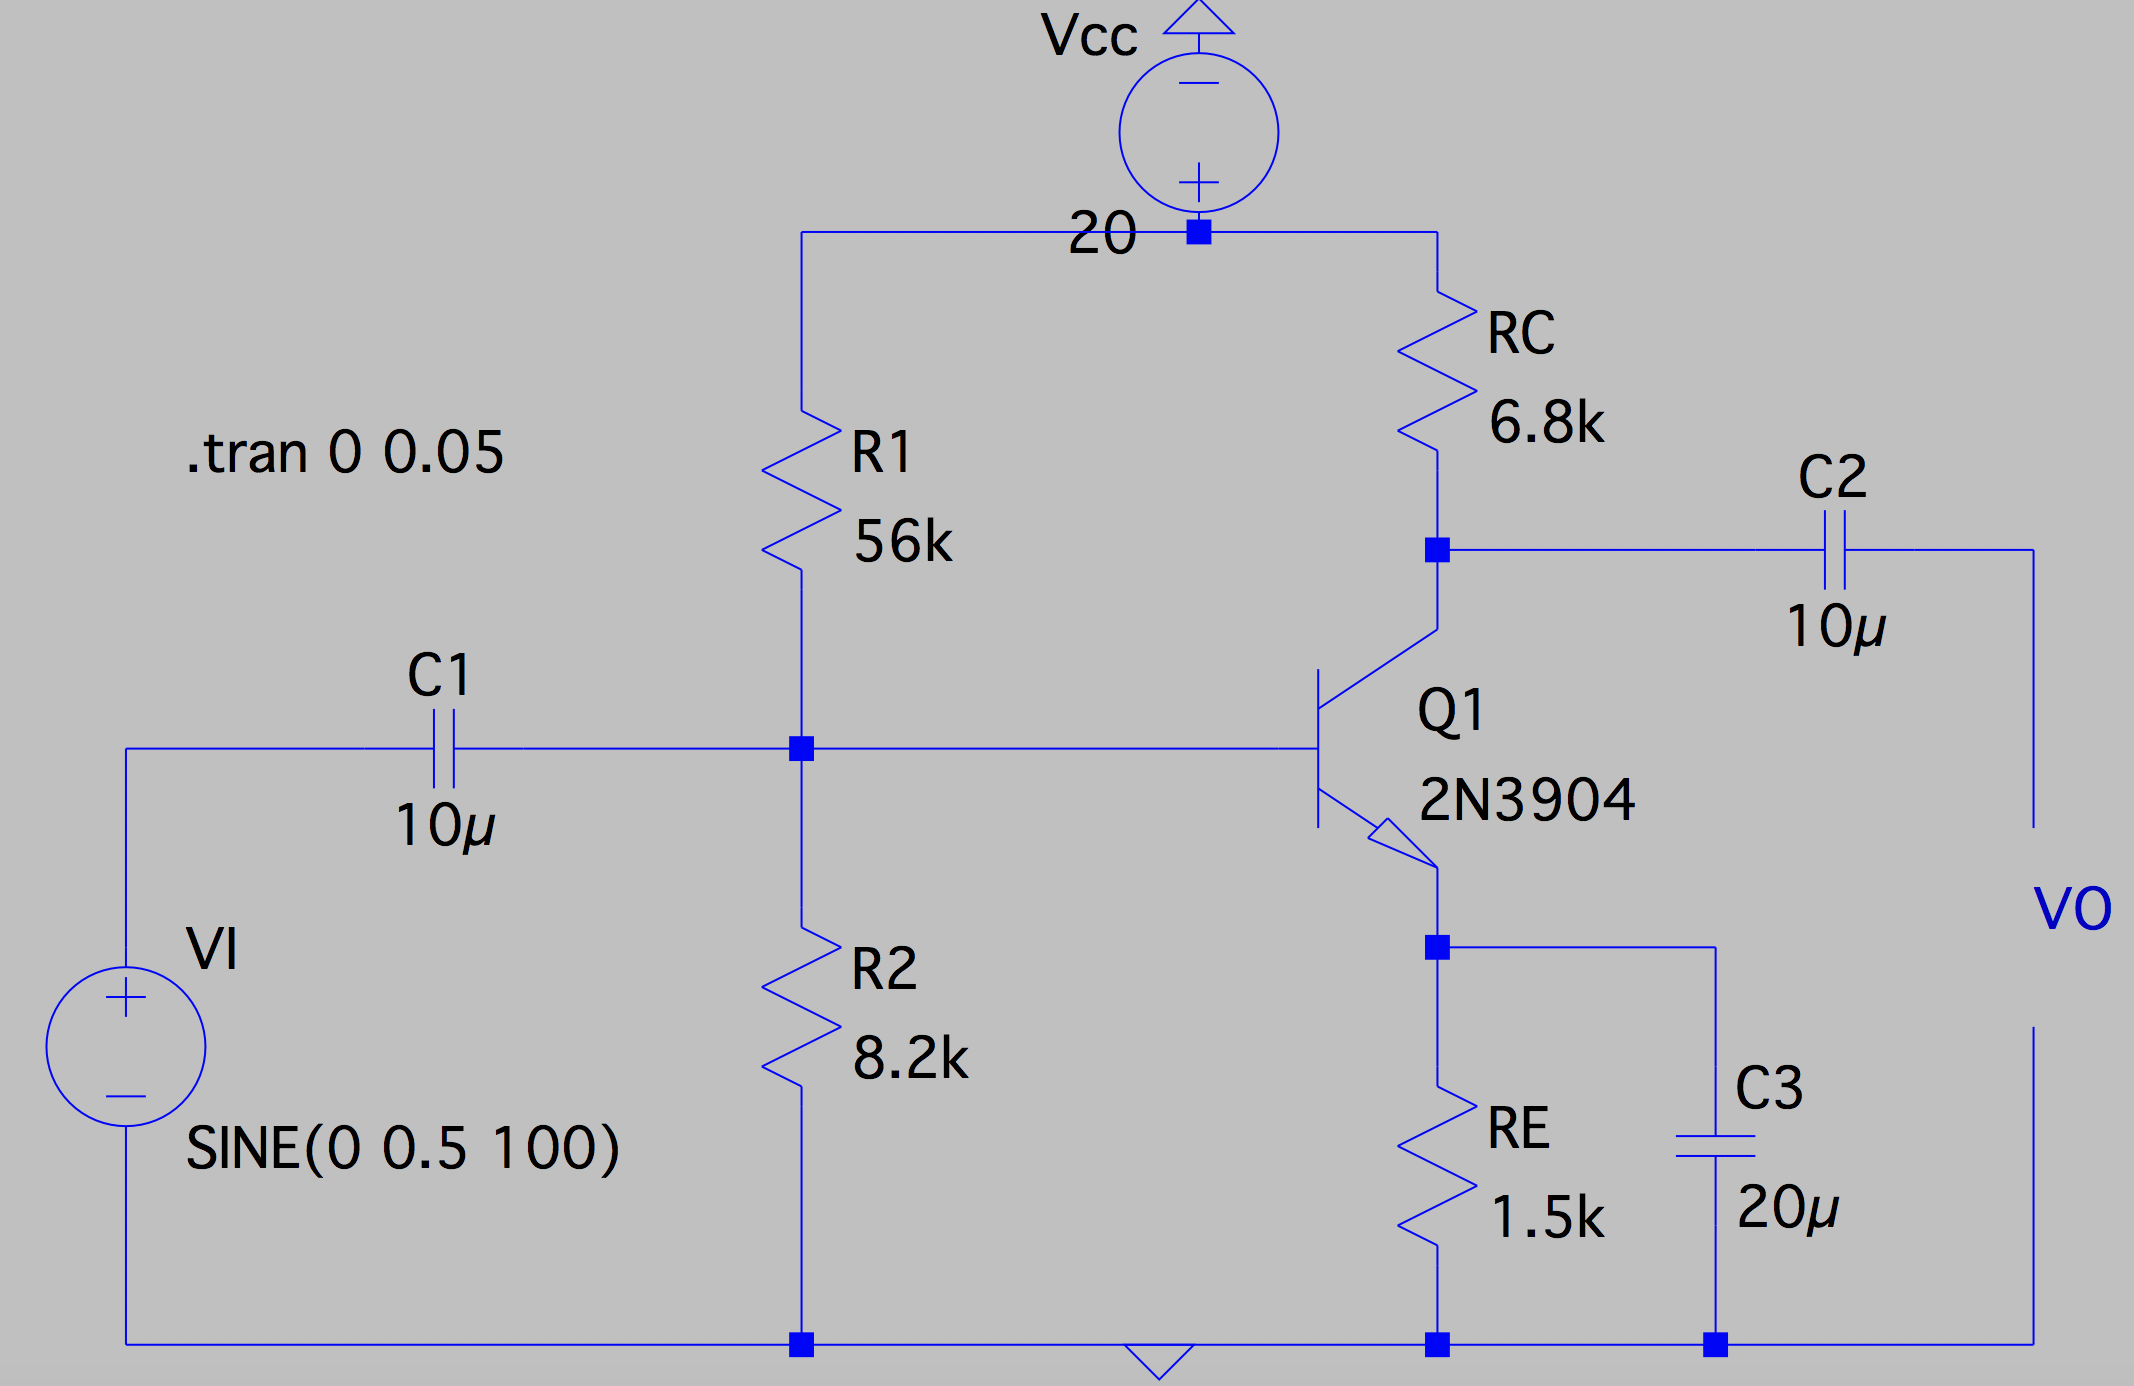 Vcc
20
RC
6.8k
.tran 0 0.05
R1
56k
C2
10µ
C1
10µ
Q1
2N3904
VI
SINE(0 0.5 100)
R2
8.2k
VO
RE
1.5k
C3
20µ